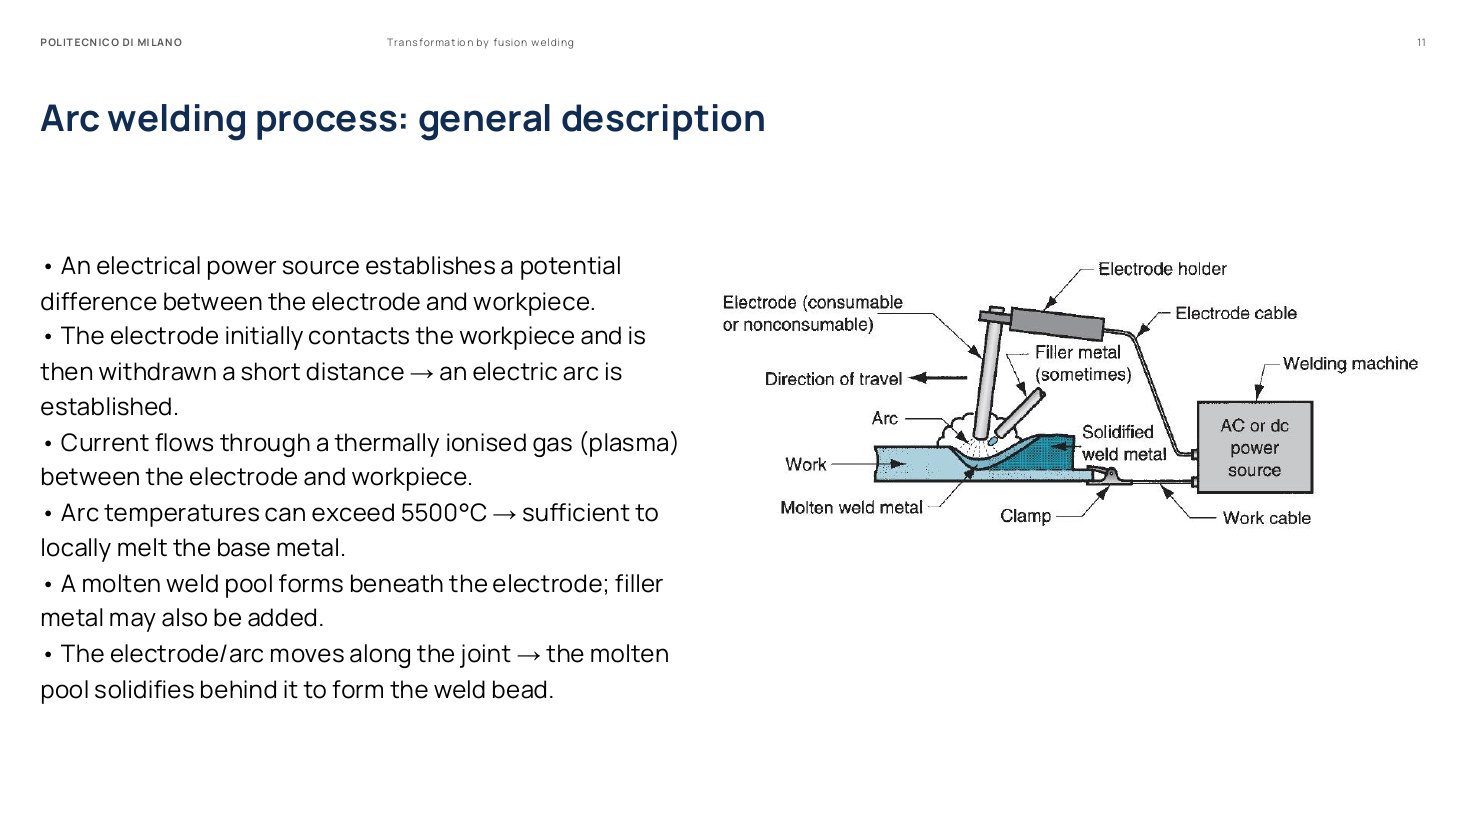 POLITECNICO DI MILANO
Transformation by fusion welding
11
Arc welding process: general description
• An electrical power source establishes a potential
difference between the electrode and workpiece.
• The electrode initially contacts the workpiece and is
then withdrawn a short distance → an electric arc is
established.
• Current flows through a thermally ionised gas (plasma)
between the electrode and workpiece.
• Arc temperatures can exceed 5500°C → sufficient to
locally melt the base metal.
• A molten weld pool forms beneath the electrode; filler
metal may also be added.
• The electrode/arc moves along the joint → the molten
pool solidifies behind it to form the weld bead.
Electrode holder
Electrode (consumable
or nonconsumable)
Electrode cable
Filler metal
(sometimes)
Welding machine
Direction of travel
Arc
Solidified
weld metal
AC or dc
power
source
Work
Molten weld metal
Clamp
Work cable